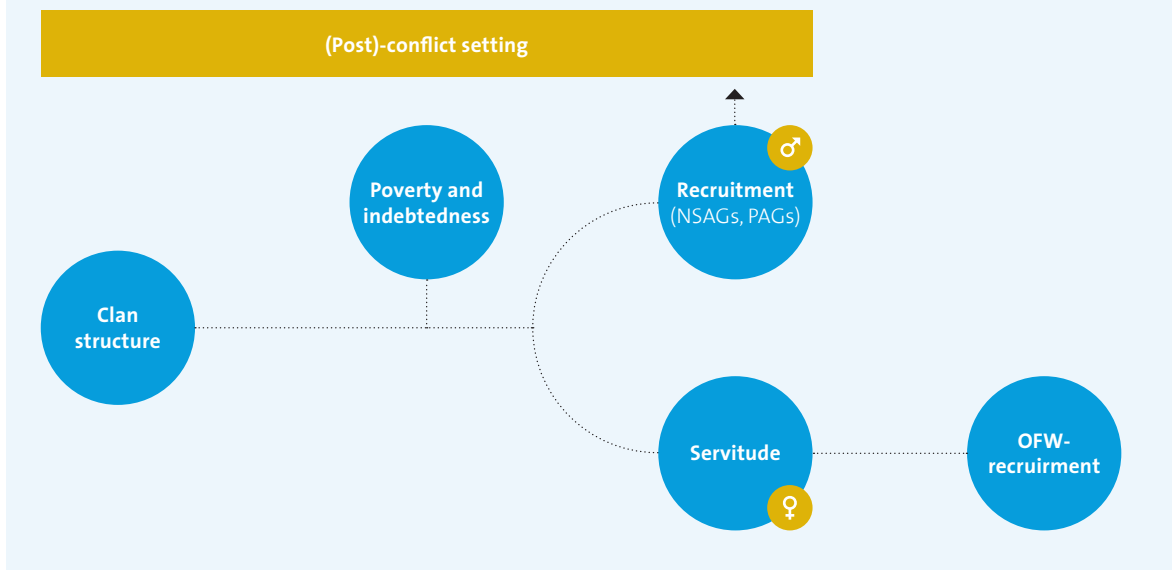 (Post)-conflict setting
Poverty and
indebtedness
Recruitment
(NSAGs, PAGs)
Clan
structure
Servitude
OFW-
recruirment